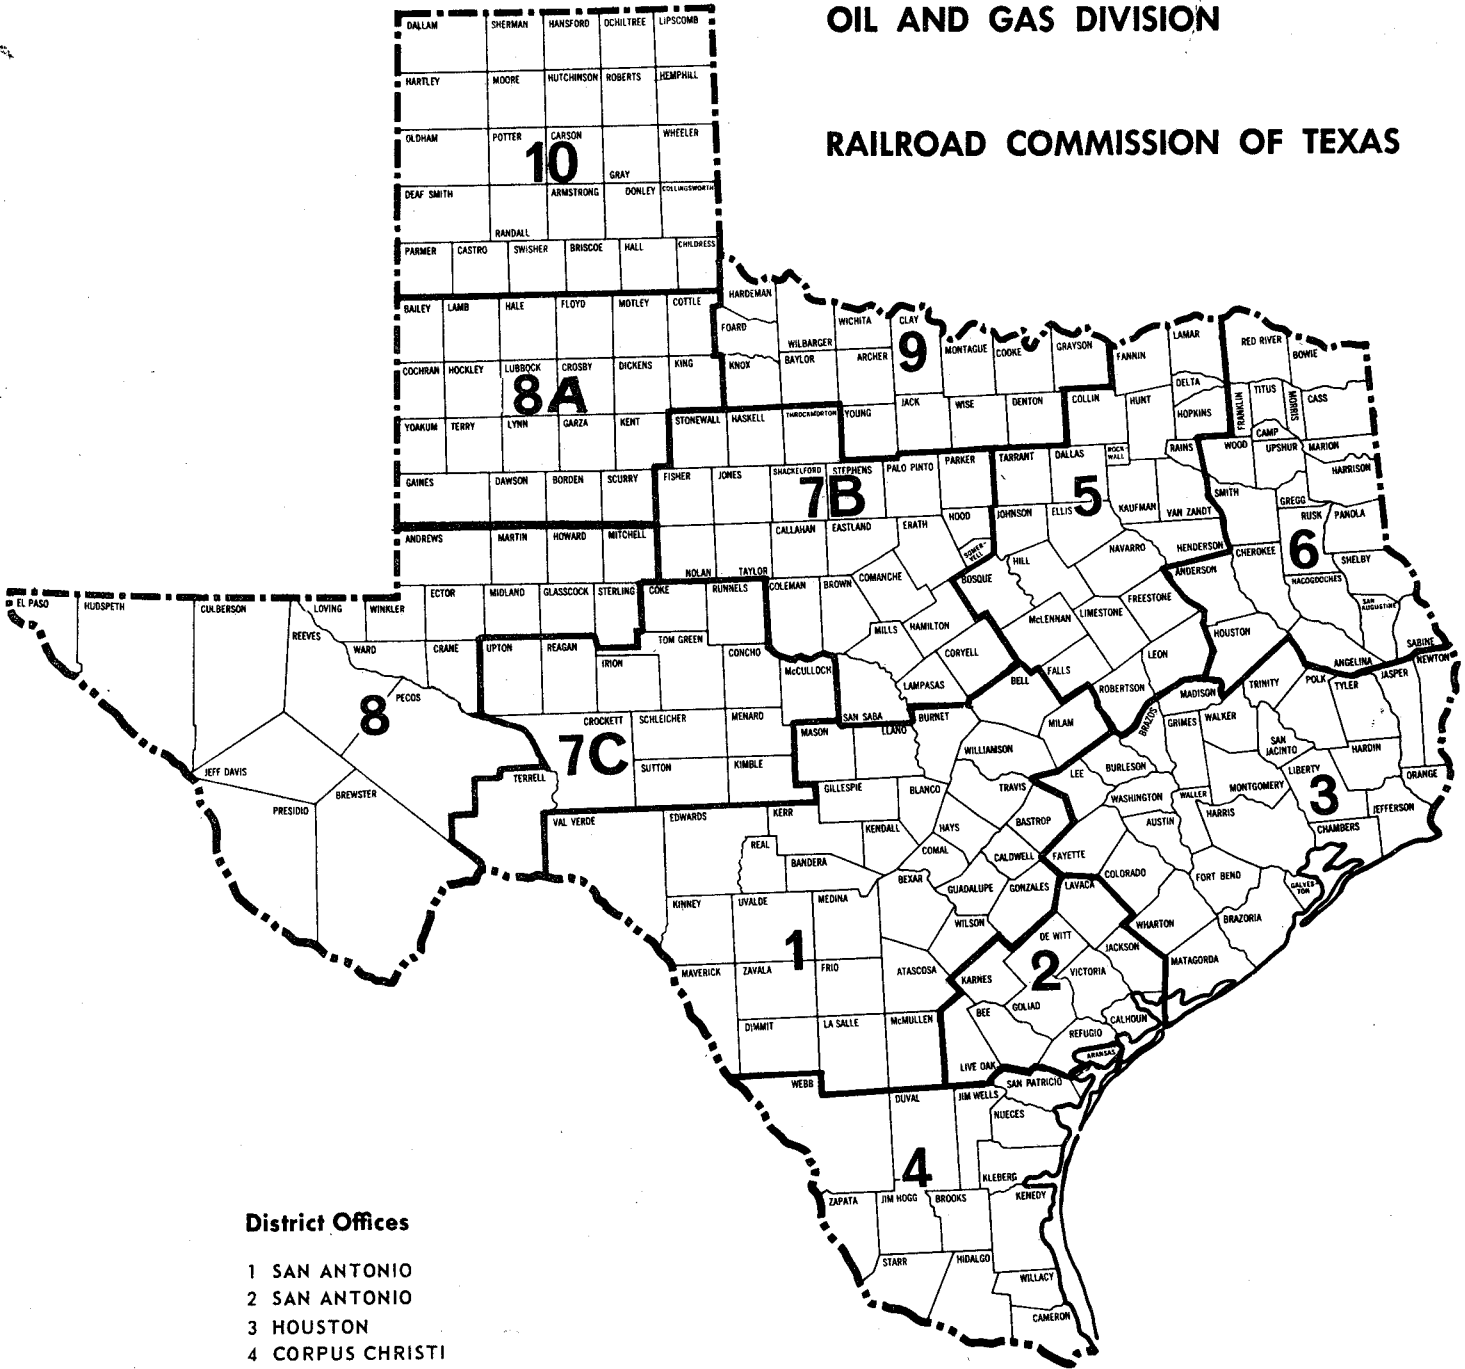 OIL AND GAS DIVISION
RAILROAD COMMISSION OF TEXAS
DALLAM SHERMAN HANSFORD OCHILTREE LIPSCOMB
HARTLEY MOORE HUTCHINSON ROBERTS HEMPHILL
OLDHAM POTTER CARSON WHEELER
10
GRAY
DEAF SMITH ARMSTRONG DONLEY COLLINGSWORTH
RANDALL
PARMER CASTRO SWISHER BRISCOE HALL CHILDRESS
BAILEY LAMB HALE FLOYD MOTLEY COTTLE
COCHRAN HOCKLEY LUBBOCK CROSBY DICKENS KING
8A
YOAKUM TERRY LYNN GARZA KENT
GAINES DAWSON BORDEN SCURRY
HARDEMAN
FOARD
WILBARGER WICHITA CLAY
KNOX BAYLOR ARCHER
9
MONTAGUE COOKE GRAYSON
YOUNG JACK WISE DENTON
FANNIN LAMAR
DELTA
COLLIN HUNT HOPKINS
RED RIVER BOWIE
FRANKLIN TITUS MORRIS CASS
CAMP
WOOD UPSHUR MARION
HARRISON
STONEWALL HASKELL THROCKMORTON
FISHER JONES SHACKELFORD STEPHENS PALO PINTO PARKER
7B
CALLAHAN EASTLAND ERATH HOOD
SOMER-
VELL
NOLAN TAYLOR
COLEMAN BROWN COMANCHE
MILLS HAMILTON
TARRANT DALLAS ROCK
WALL
RAINS
5
JOHNSON ELLIS KAUFMAN VAN ZANDT
NAVARRO HENDERSON
HILL
BOSQUE
McLENNAN LIMESTONE FREESTONE
FALLS LEON
ROBERTSON
SMITH GREGG
RUSK PANOLA
6
CHEROKEE SHELBY
ANDERSON NACOGDOCHES
SAN
AUGUSTINE
HOUSTON
ANGELINA SABINE
ANDREWS MARTIN HOWARD MITCHELL
ECTOR MIDLAND GLASSCOCK STERLING
EL PASO HUDSPETH CULBERSON LOVING WINKLER
REEVES WARD CRANE
PECOS
8
JEFF DAVIS
PRESIDIO BREWSTER
TERRELL
COKE RUNNELS
TOM GREEN
UPTON REAGAN IRION CONCHO
McCULLOCH
CROCKETT SCHLEICHER MENARD
7C
SUTTON KIMBLE
CORYELL
LAMPASAS
SAN SABA
BELL
MASON LLANO BURNET
MILAM
WILLIAMSON
GILLESPIE BLANCO TRAVIS
LEE BURLESON
BRAZOS
MADISON
GRIMES WALKER
TRINITY POLK TYLER JASPER NEWTON
SAN
JACINTO
HARDIN
LIBERTY ORANGE
MONTGOMERY
3
JEFFERSON
CHAMBERS
WASHINGTON WALLER HARRIS
AUSTIN
VAL VERDE EDWARDS KERR
KENDALL HAYS
BASTROP
REAL
BANDERA COMAL CALDWELL FAYETTE
BEXAR GUADALUPE GONZALES LAVACA COLORADO FORT BEND
GALVES-
TON
KINNEY UVALDE MEDINA
WILSON
WHARTON BRAZORIA
1
DE WITT JACKSON
MATAGORDA
MAVERICK ZAVALA FRIO ATASCOSA
KARNES
2
VICTORIA
GOLIAD
BEE
CALHOUN
REFUGIO
DIMMIT LA SALLE McMULLEN
LIVE OAK ARANSAS
WEBB DUVAL JIM WELLS SAN PATRICIO
NUECES
4
KLEBERG
ZAPATA JIM HOGG BROOKS KENEDY
STARR HIDALGO
WILLACY
CAMERON
District Offices
1 SAN ANTONIO
2 SAN ANTONIO
3 HOUSTON
4 CORPUS CHRISTI